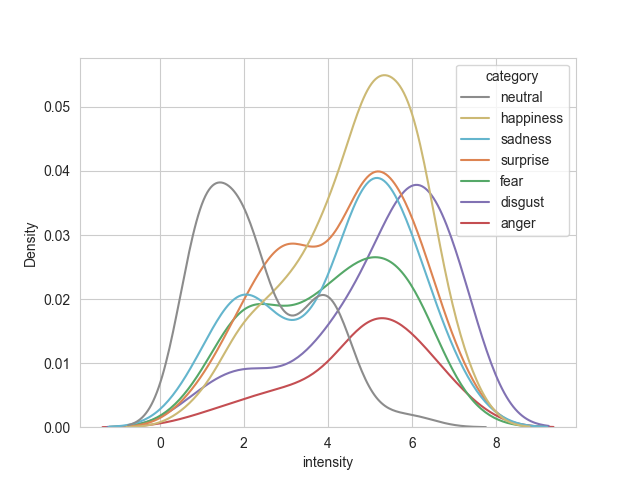 category
neutral
happiness
sadness
surprise
fear
disgust
anger
0.05
0.04
0.03
0.02
0.01
0.00
Density
0 2 4 6 8
intensity